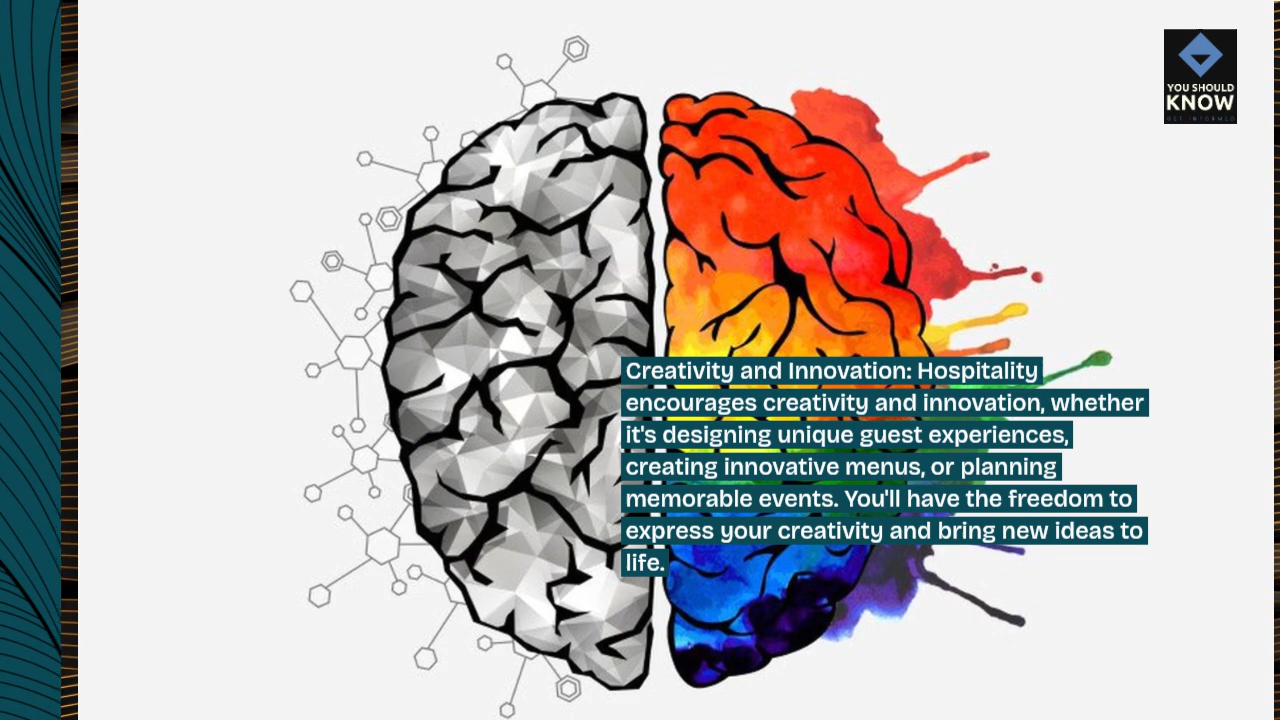 YOU SHOULD
KNOW
GET INFORMED
Creativity and Innovation: Hospitality
encourages creativity and innovation, whether
it's designing unique guest experiences,
creating innovative menus, or planning
memorable events. You'll have the freedom to
express your creativity and bring new ideas to
life.